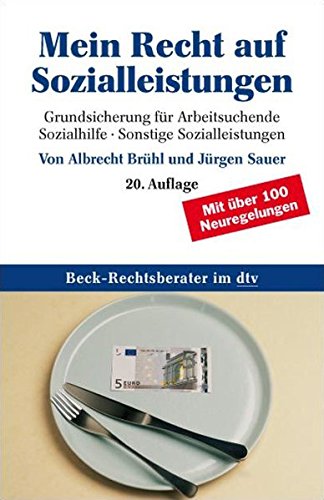 Mein Recht auf
Sozialleistungen
Grundsicherung für Arbeitsuchende
Sozialhilfe · Sonstige Sozialleistungen
Von Albrecht Brühl und Jürgen Sauer
20. Auflage
Mit über 100
Neuregelungen
Beck-Rechtsberater im dtv
5 EURO